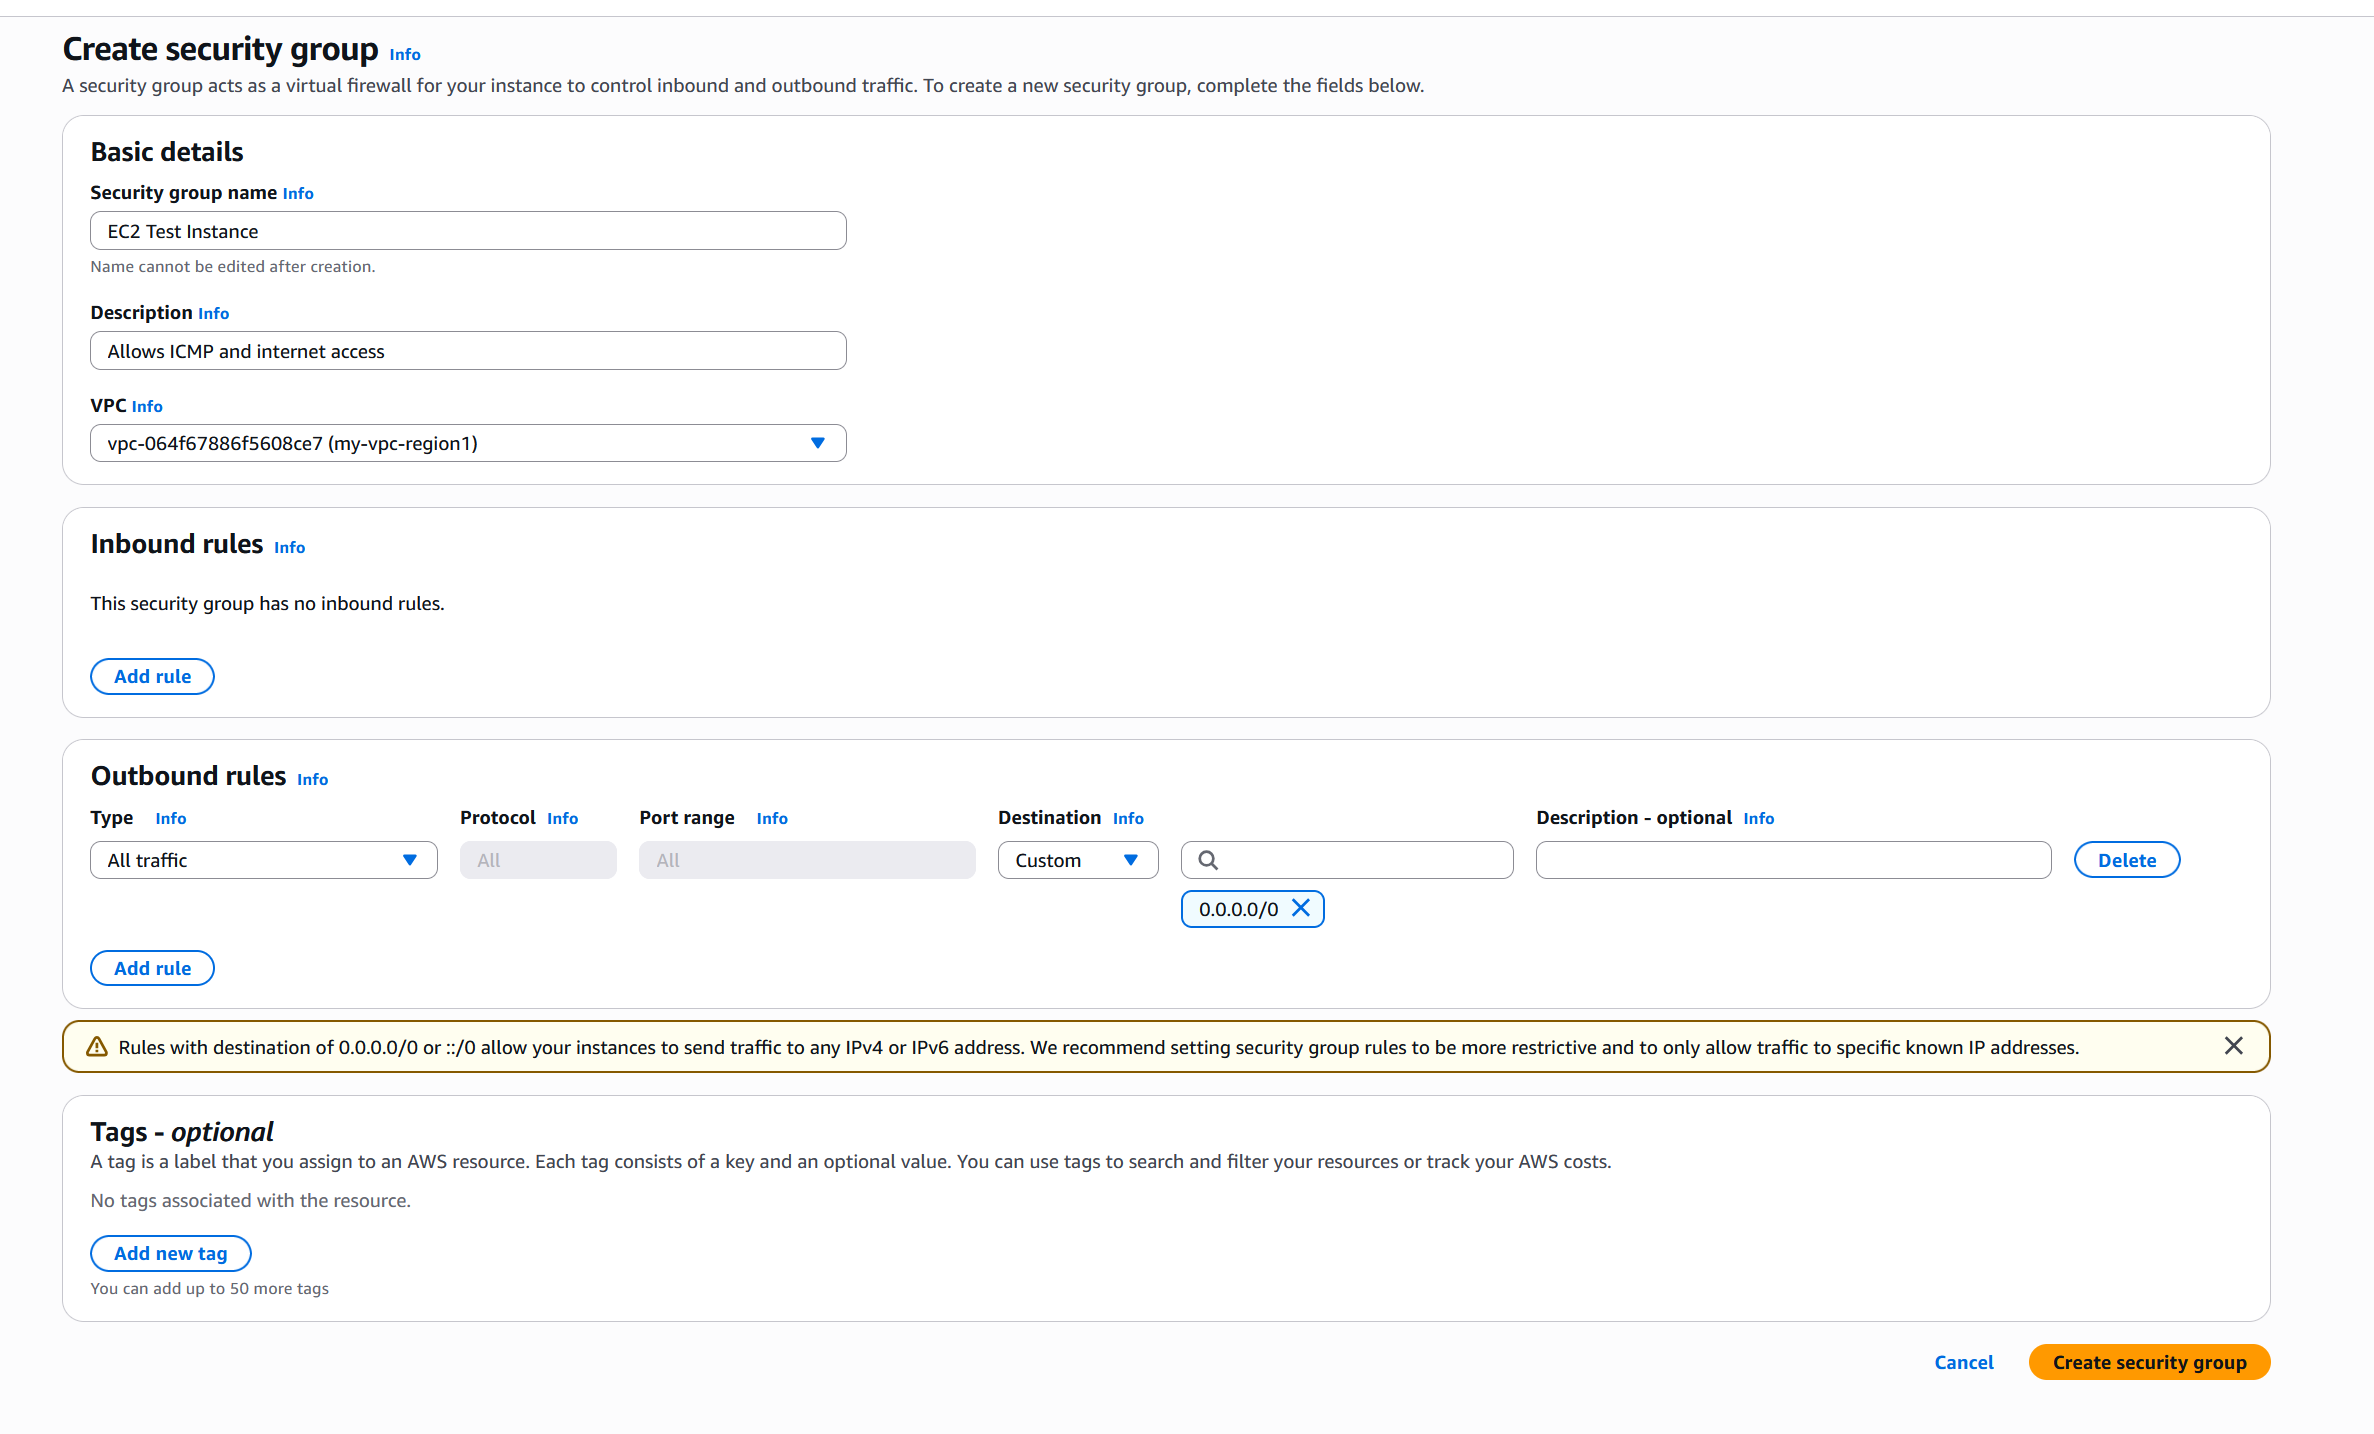 Create security group Info
A security group acts as a virtual firewall for your instance to control inbound and outbound traffic. To create a new security group, complete the fields below.
Basic details
Security group name Info
EC2 Test Instance
Name cannot be edited after creation.
Description Info
Allows ICMP and internet access
VPC Info
vpc-064f67886f5608ce7 (my-vpc-region1)
Inbound rules Info
This security group has no inbound rules.
Add rule
Outbound rules Info
Type Info Protocol Info Port range Info Destination Info Description - optional Info
All traffic All All Custom Delete
0.0.0.0/0
Add rule
Rules with destination of 0.0.0.0/0 or ::/0 allow your instances to send traffic to any IPv4 or IPv6 address. We recommend setting security group rules to be more restrictive and to only allow traffic to specific known IP addresses.
Tags - optional
A tag is a label that you assign to an AWS resource. Each tag consists of a key and an optional value. You can use tags to search and filter your resources or track your AWS costs.
No tags associated with the resource.
Add new tag
You can add up to 50 more tags
Cancel Create security group